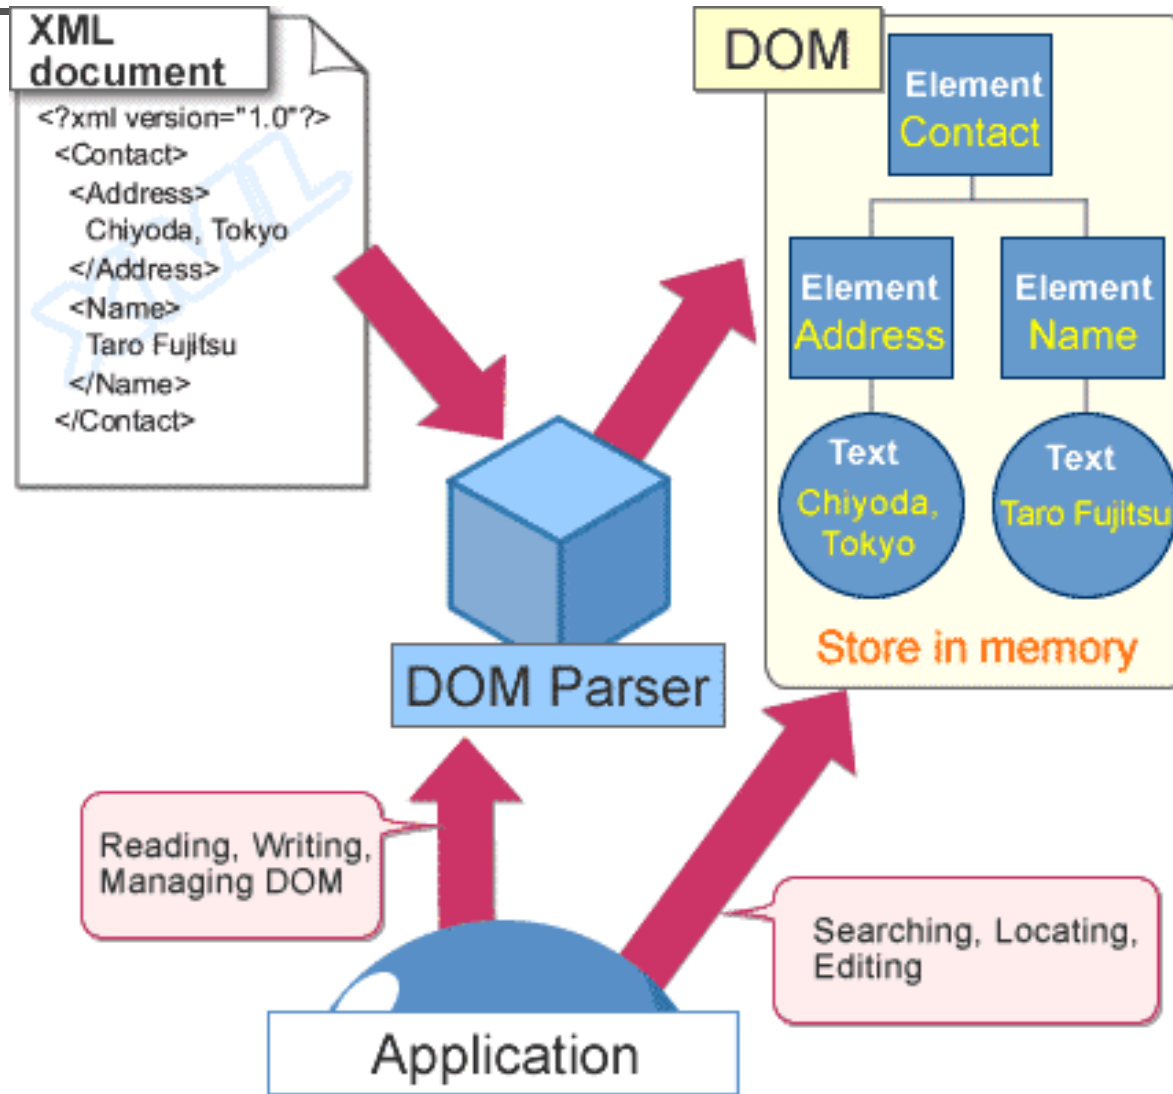 XML
document
<?xml version="1.0"?>
<Contact>
<Address>
Chiyoda, Tokyo
</Address>
<Name>
Taro Fujitsu
</Name>
</Contact>
XML
DOM
Element
Contact
Element
Address
Element
Name
Text
Chiyoda,
Tokyo
Text
Taro Fujitsu
Store in memory
DOM Parser
Reading, Writing,
Managing DOM
Searching, Locating,
Editing
Application